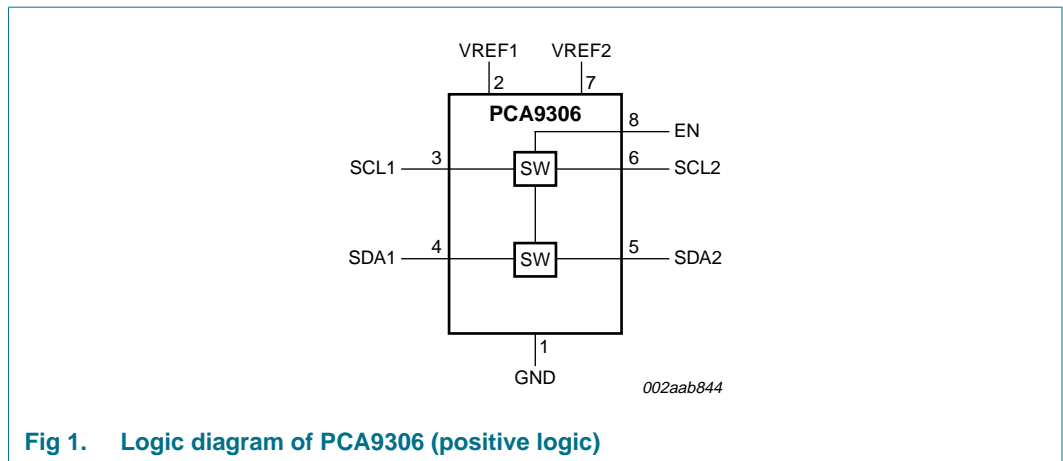 VREF1 VREF2
2 7
PCA9306
8 EN
SCL1 3 SW 6 SCL2
SDA1 4 SW 5 SDA2
1
GND
002aab844
Fig 1. Logic diagram of PCA9306 (positive logic)